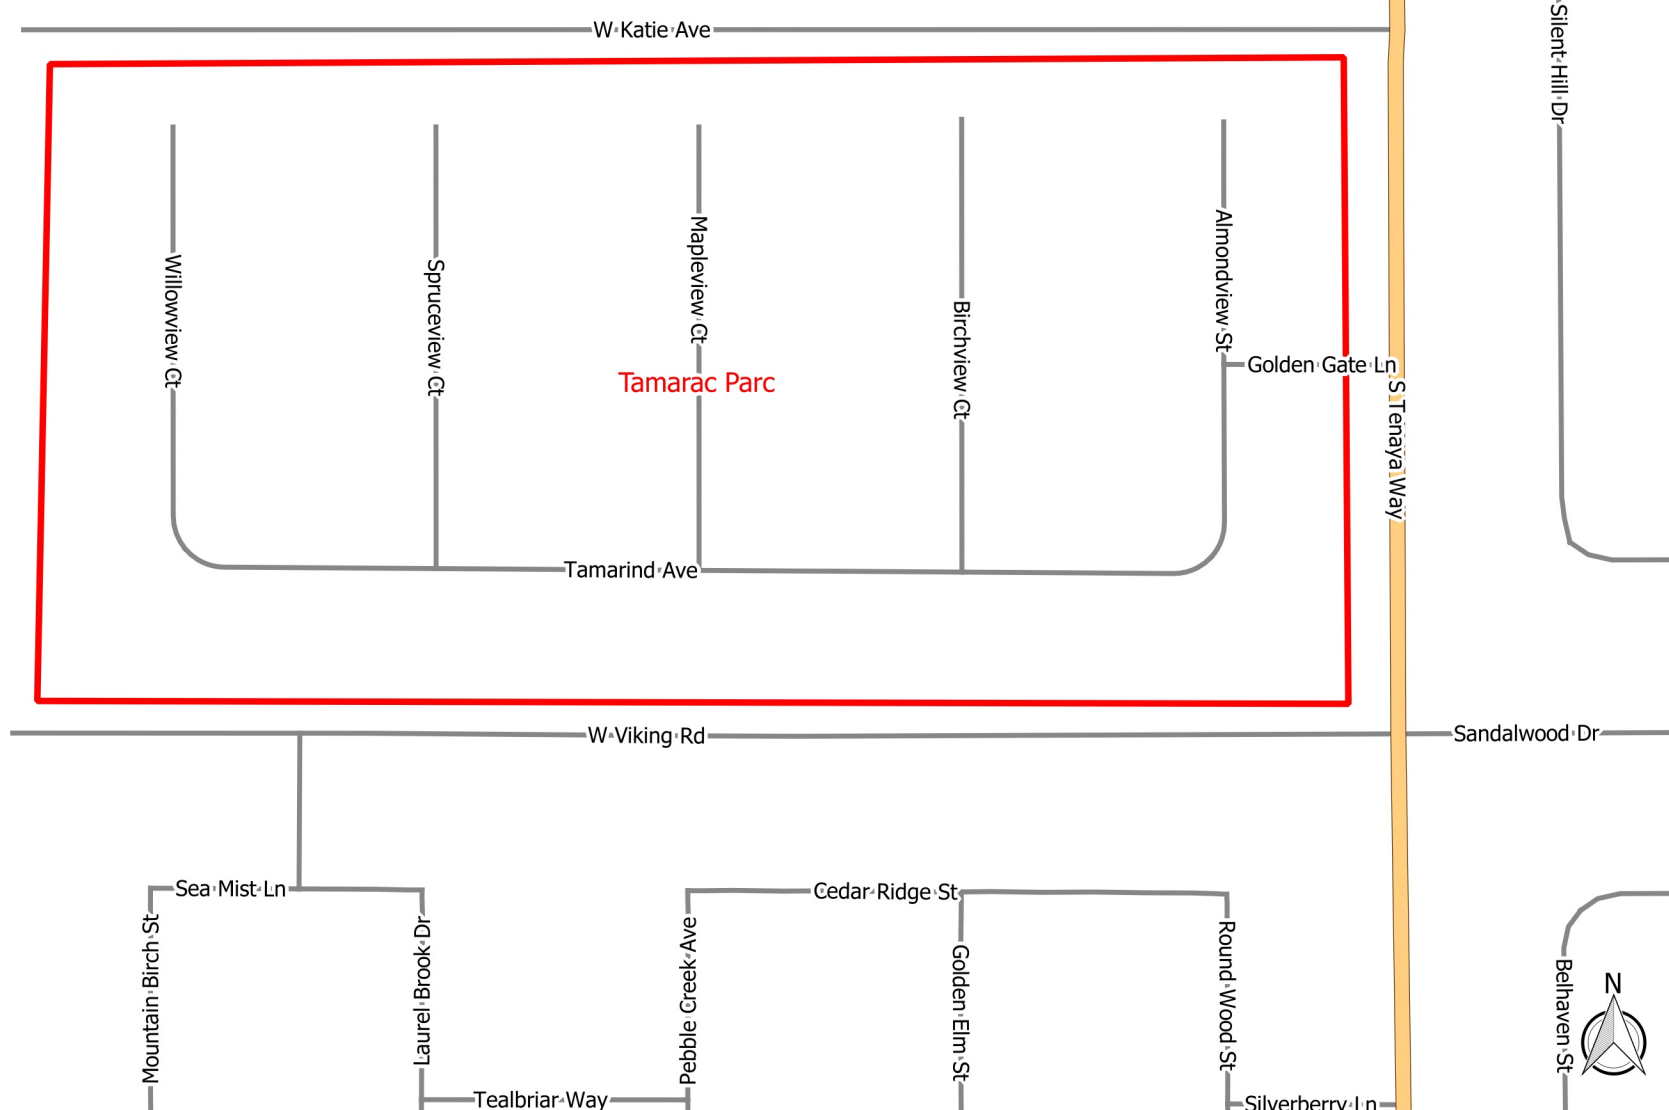 W Katie Ave
Silent Hill Dr
Willowview Ct
Spruceview Ct
Mapleview Ct
Birchview Ct
Almondview St
Golden Gate Ln
Tamarac Parc
S Tenaya Way
Tamarind Ave
W Viking Rd
Sandalwood Dr
Sea Mist Ln
Cedar Ridge St
Mountain Birch St
Laurel Brook Dr
Pebble Creek Ave
Golden Elm St
Round Wood St
Belhaven St
N
Tealbriar Way
Silverberry Ln